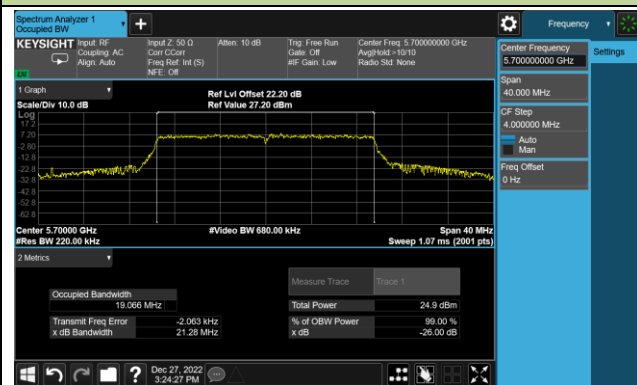 Spectrum Analyzer 1
Occupied BW
Frequency
KEYSIGHT
Input: RF
Coupling: AC
Align: Auto
Input Z: 50 Ω
Corr CCorr
Freq Ref: Int (S)
NFE: Off
Atten: 10 dB
Trig: Free Run
Gate: Off
#IF Gain: Low
Center Freq: 5.700000000 GHz
Avg|Hold:>10/10
Radio Std: None
Center Frequency
5.700000000 GHz
Settings
Span
40.000 MHz
CF Step
4.000000 MHz
Auto
Man
Freq Offset
0 Hz
1 Graph
Scale/Div 10.0 dB
Ref Lvl Offset 22.20 dB
Ref Value 27.20 dBm
Log
17.2
7.20
-2.80
-12.8
-22.8
-32.8
-42.8
-52.8
-62.8
Center 5.70000 GHz
#Res BW 220.00 kHz
#Video BW 680.00 kHz
Span 40 MHz
Sweep 1.07 ms (2001 pts)
2 Metrics
Measure Trace Trace 1
Occupied Bandwidth
19.066 MHz
Total Power 24.9 dBm
Transmit Freq Error -2.063 kHz
% of OBW Power 99.00 %
x dB Bandwidth 21.28 MHz
x dB -26.00 dB
Dec 27, 2022
3:24:27 PM